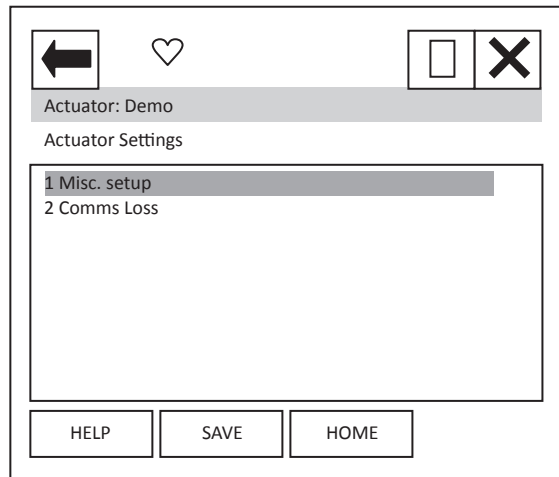 Actuator: Demo
Actuator Settings
1 Misc. setup
2 Comms Loss
HELP SAVE HOME